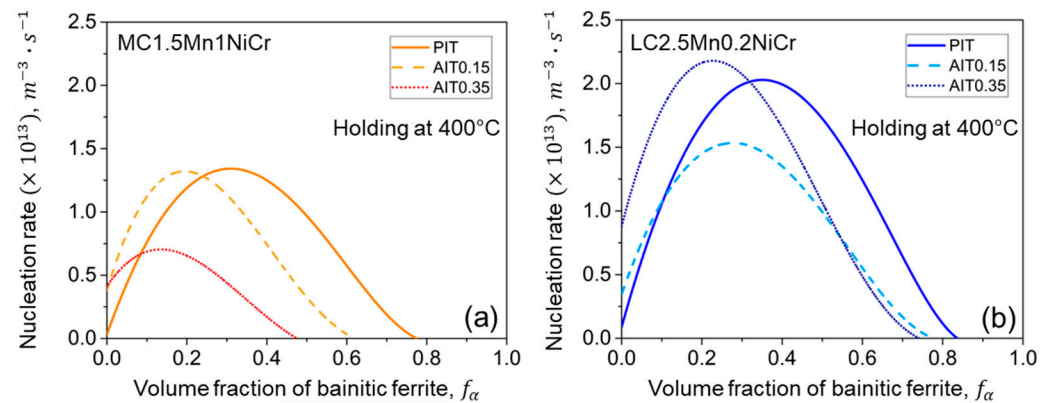 MC1.5Mn1NiCr
PIT
AIT0.15
AIT0.35
Holding at 400°C
(a)
2.5
2.0
1.5
1.0
0.5
0.0
0.0 0.2 0.4 0.6 0.8 1.0
Nucleation rate (× 10¹³), m⁻³ · s⁻¹
Volume fraction of bainitic ferrite, fα
LC2.5Mn0.2NiCr
PIT
AIT0.15
AIT0.35
Holding at 400°C
(b)
2.5
2.0
1.5
1.0
0.5
0.0
0.0 0.2 0.4 0.6 0.8 1.0
Nucleation rate (× 10¹³), m⁻³ · s⁻¹
Volume fraction of bainitic ferrite, fα